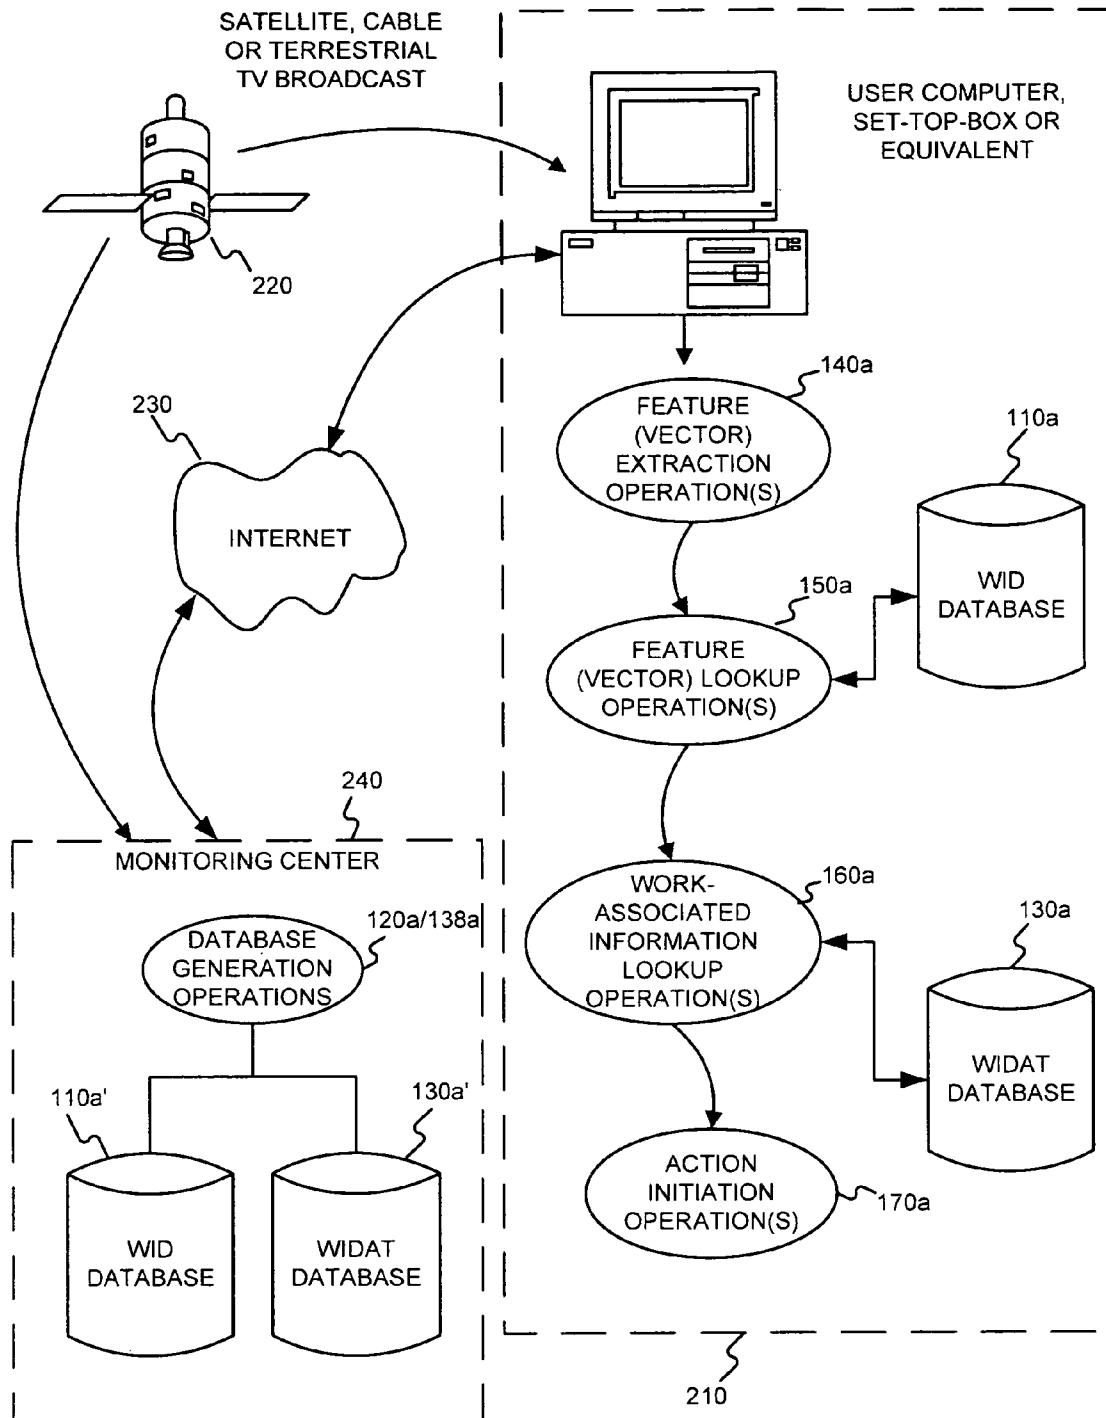 SATELLITE, CABLE
OR TERRESTRIAL
TV BROADCAST
USER COMPUTER,
SET-TOP-BOX OR
EQUIVALENT
220
140a
FEATURE
(VECTOR)
EXTRACTION
OPERATION(S)
230
INTERNET
110a
WID
DATABASE
150a
FEATURE
(VECTOR) LOOKUP
OPERATION(S)
240
MONITORING CENTER
160a
WORK-
ASSOCIATED
INFORMATION
LOOKUP
OPERATION(S)
130a
WIDAT
DATABASE
120a/138a
DATABASE
GENERATION
OPERATIONS
110a'
130a'
WID
DATABASE
WIDAT
DATABASE
ACTION
INITIATION
OPERATION(S)
170a
210